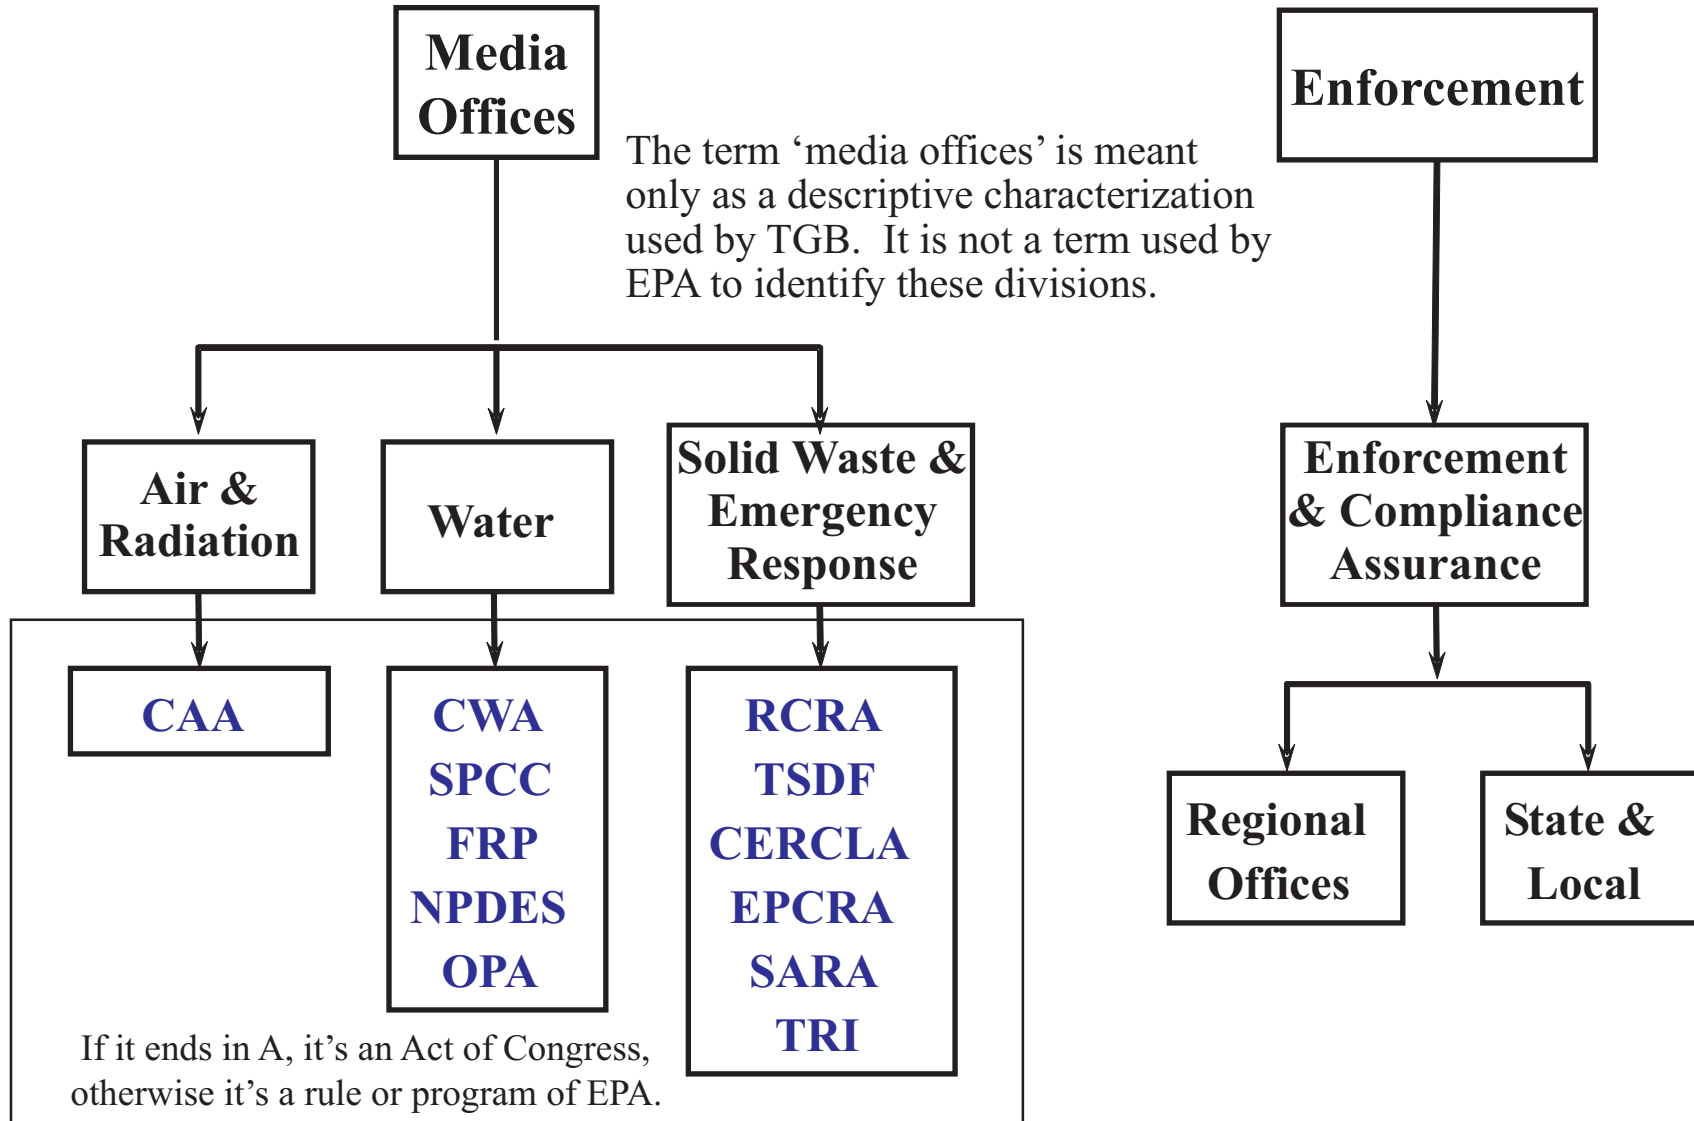 Media
Offices
Enforcement
The term ‘media offices’ is meant
only as a descriptive characterization
used by TGB.  It is not a term used by
EPA to identify these divisions.
Air &
Radiation
Water
Solid Waste &
Emergency
Response
Enforcement
& Compliance
Assurance
CAA
CWA
SPCC
FRP
NPDES
OPA
RCRA
TSDF
CERCLA
EPCRA
SARA
TRI
Regional
Offices
State &
Local
If it ends in A, it’s an Act of Congress,
otherwise it’s a rule or program of EPA.